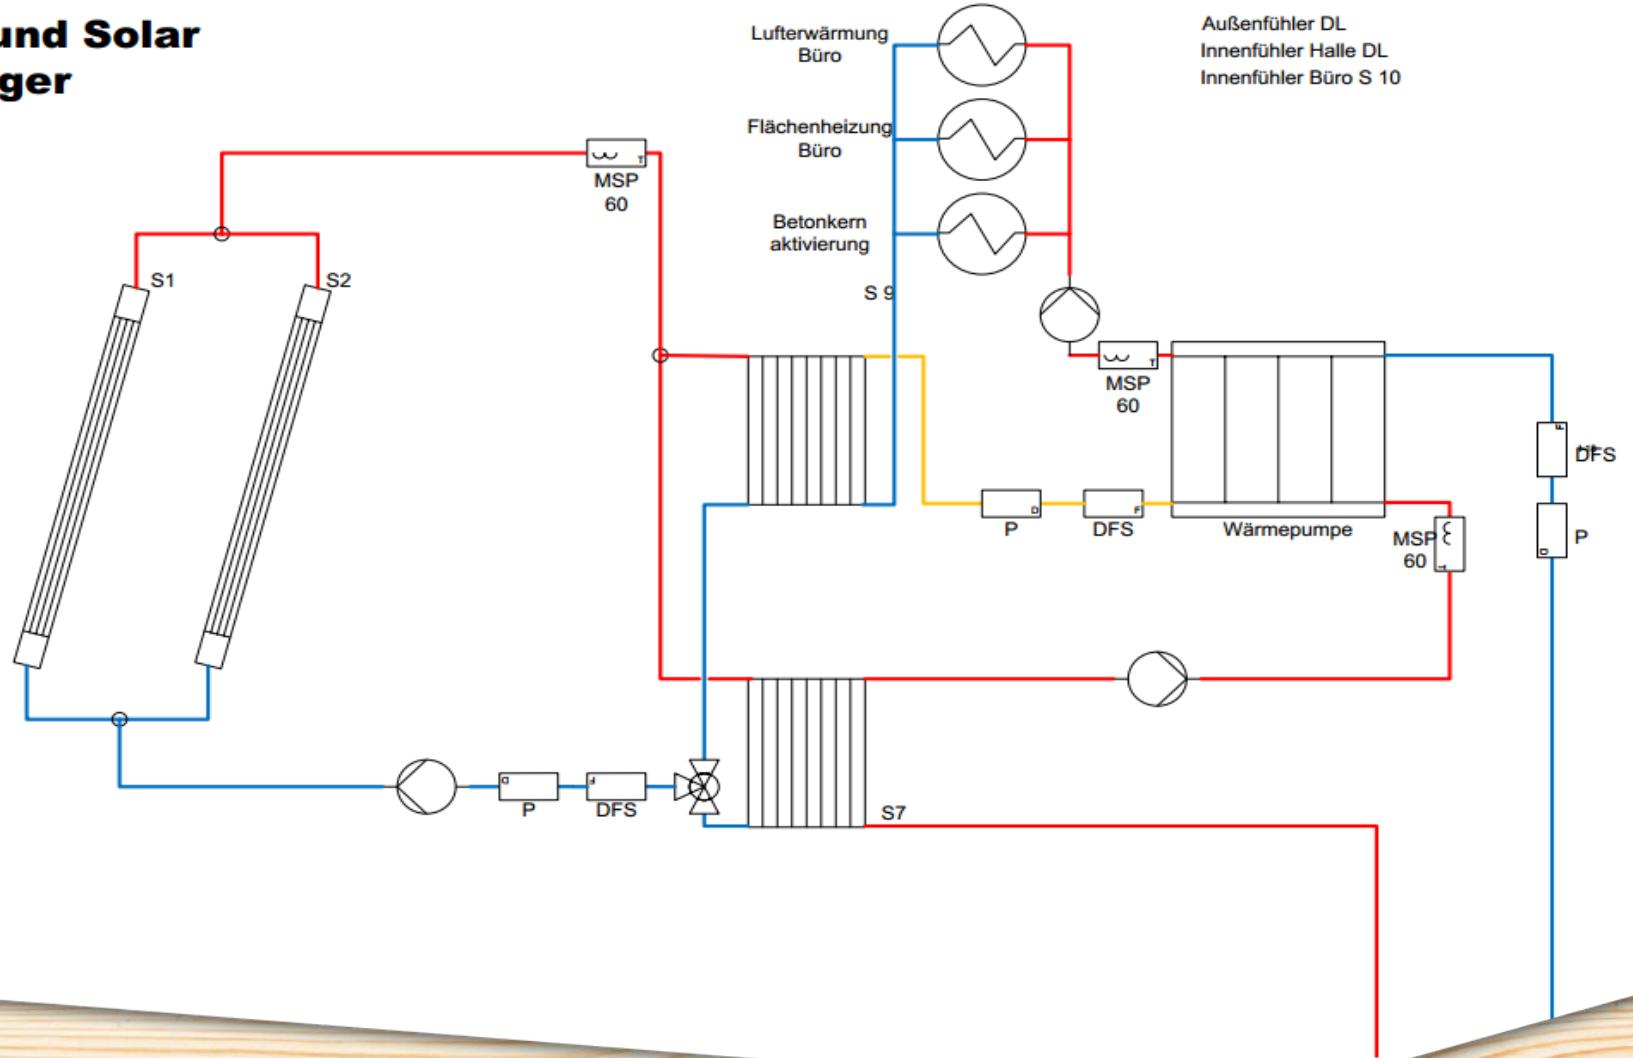 und Solar
ger
Lufterwärmung
Büro
Flächenheizung
Büro
Betonkern
aktivierung
S 9
Außenfühler DL
Innenfühler Halle DL
Innenfühler Büro S 10
T
MSP
60
S1
S2
T
MSP
60
F
DFS
D
P
D
P
F
DFS
Wärmepumpe
MSP
60
T
D
P
F
DFS
S7